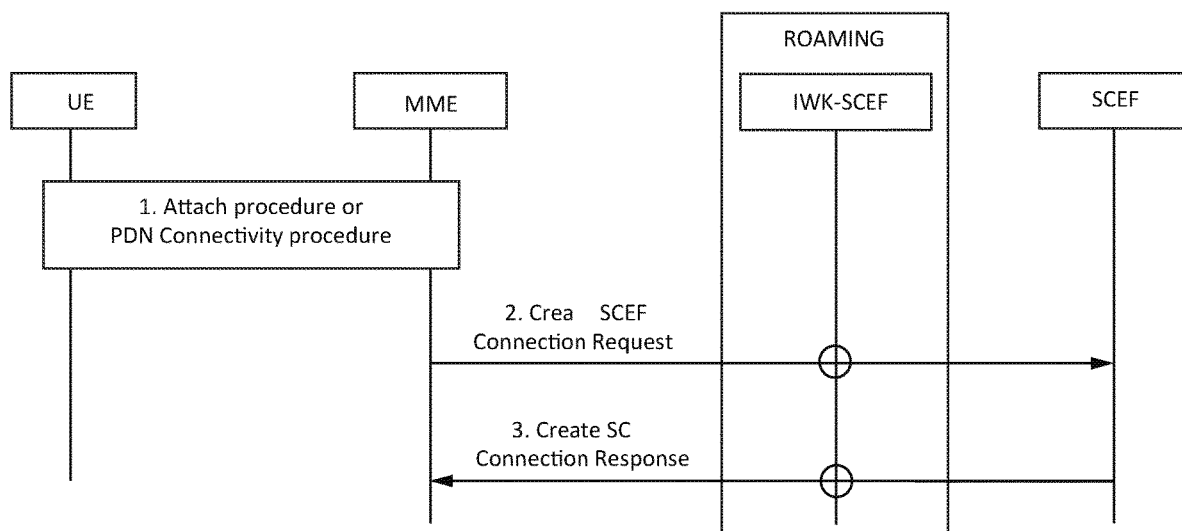 ROAMING
UE
MME
IWK-SCEF
SCEF
1. Attach procedure or
PDN Connectivity procedure
2. Crea SCEF
Connection Request
3. Create SC
Connection Response